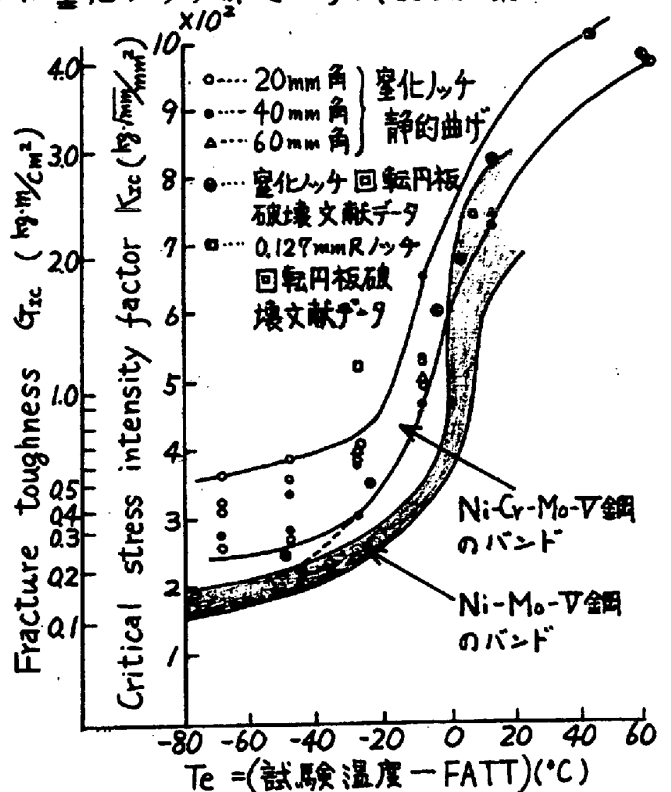 ×10²
10
9
8
7
6
5
4
3
2
1
4.0
3.0
2.0
1.0
0.5
0.4
0.3
0.2
0.1
Fracture toughness GIC (kg·m/cm²)
Critical stress intensity factor KIC (kg·√mm/mm²)
○---- 20mm角
●---- 40mm角
△---- 60mm角
窒化ノッチ
静的曲げ
窒化ノッチ回転円板
破壊文献データ
0.127mmRノッチ
回転円板破
壊文献データ
Ni-Cr-Mo-V鋼
のバンド
Ni-Mo-V鋼
のバンド
-80 -60 -40 -20 0 20 40 60
Te =(試験温度-FATT)(°C)